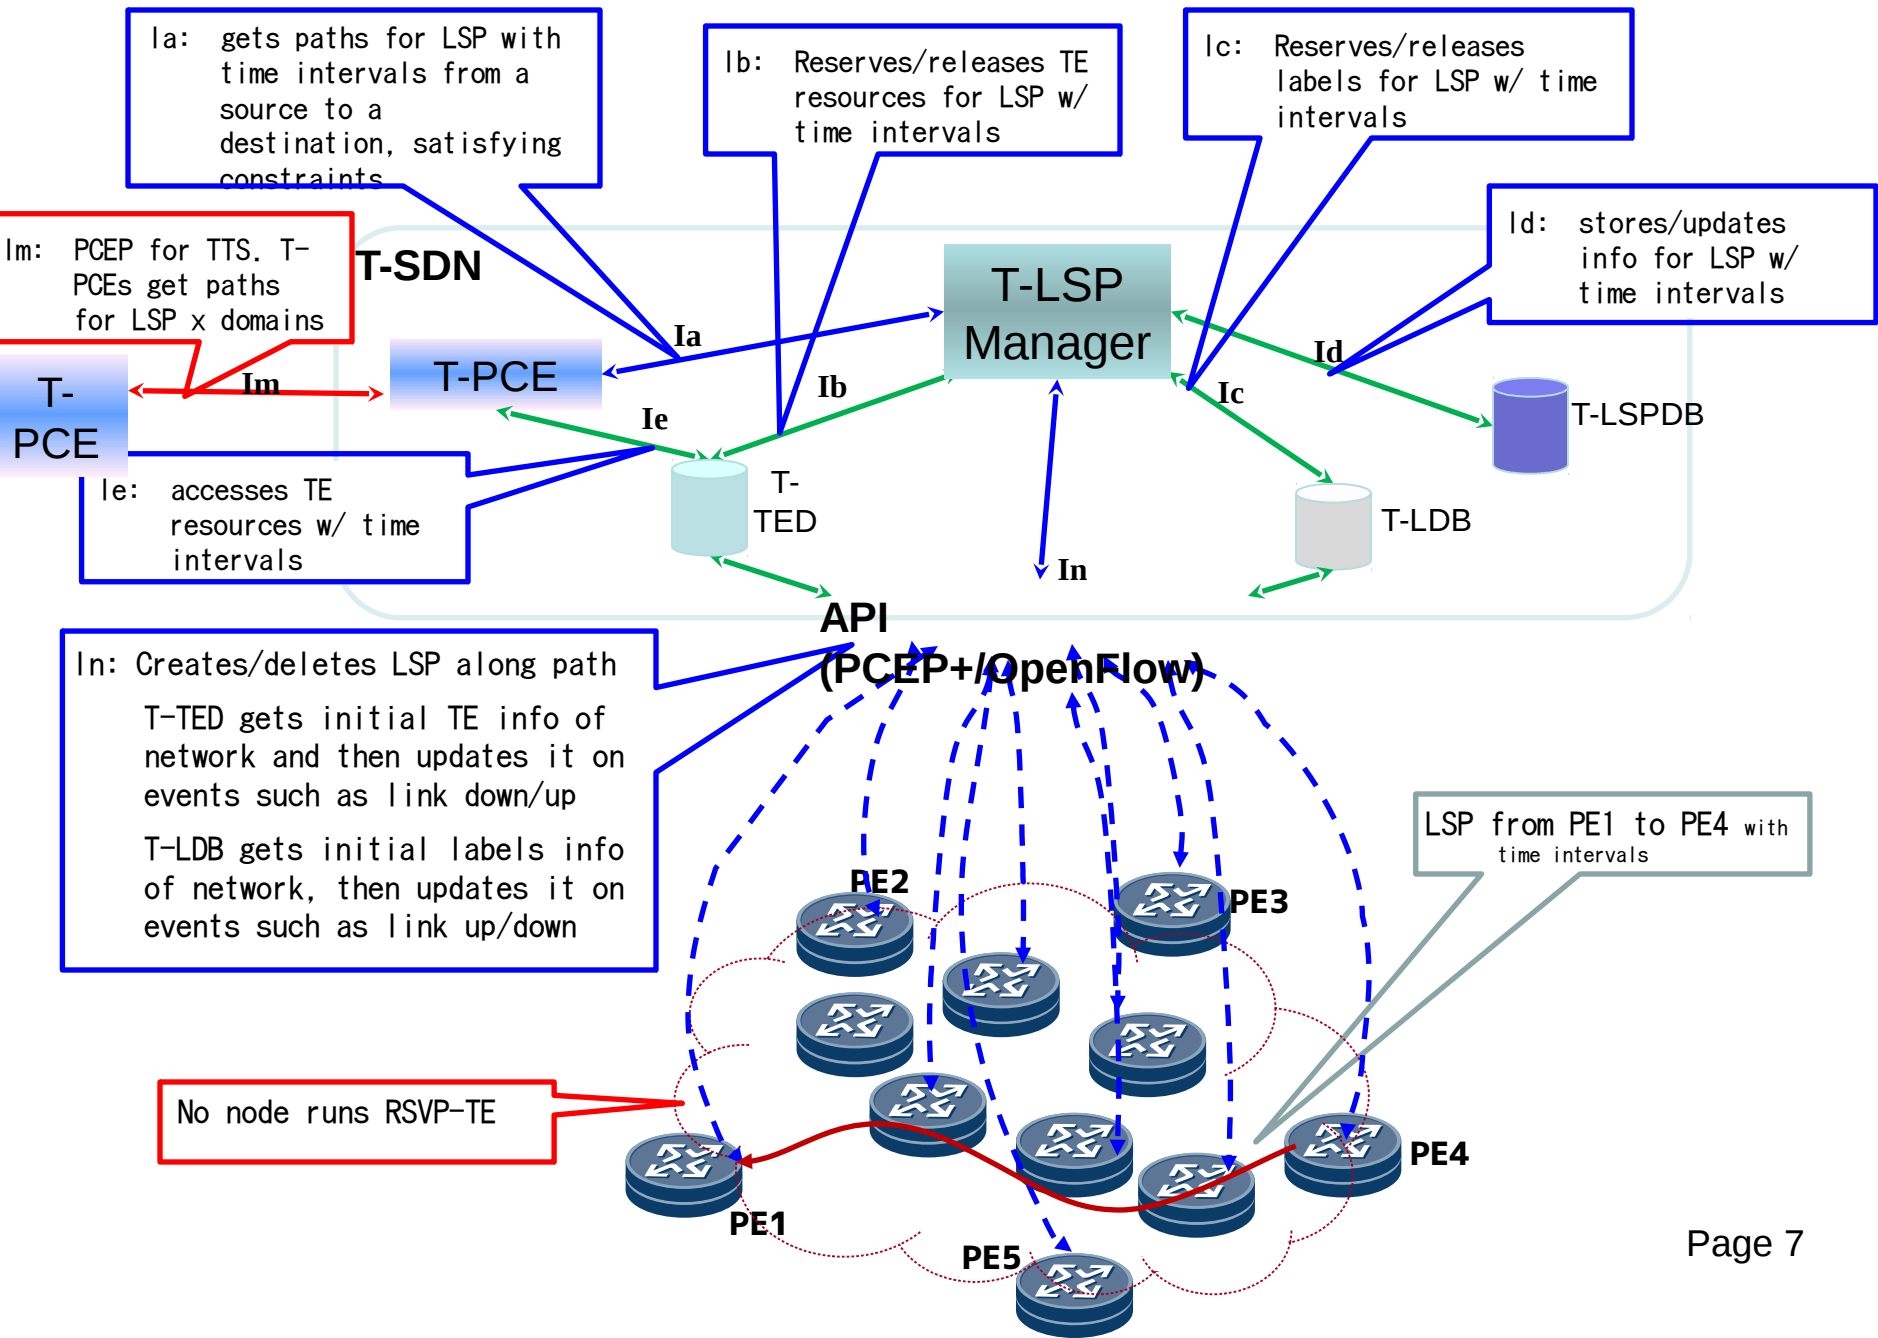 Ia: gets paths for LSP with
time intervals from a
source to a
destination, satisfying
constraints
Ib: Reserves/releases TE
resources for LSP w/
time intervals
Ic: Reserves/releases
labels for LSP w/ time
intervals
Id: stores/updates
info for LSP w/
time intervals
Im: PCEP for TTS. T-
PCEs get paths
for LSP x domains
T-SDN
T-LSP
Manager
Ia
T-PCE
Id
T-
PCE
Im
Ib
Ic
T-LSPDB
Ie
Ie: accesses TE
resources w/ time
intervals
T-
TED
T-LDB
In
API
(PCEP+/OpenFlow)
In: Creates/deletes LSP along path
T-TED gets initial TE info of
network and then updates it on
events such as link down/up
T-LDB gets initial labels info
of network, then updates it on
events such as link up/down
LSP from PE1 to PE4 with
time intervals
PE2
PE3
No node runs RSVP-TE
PE4
PE1
PE5
Page 7